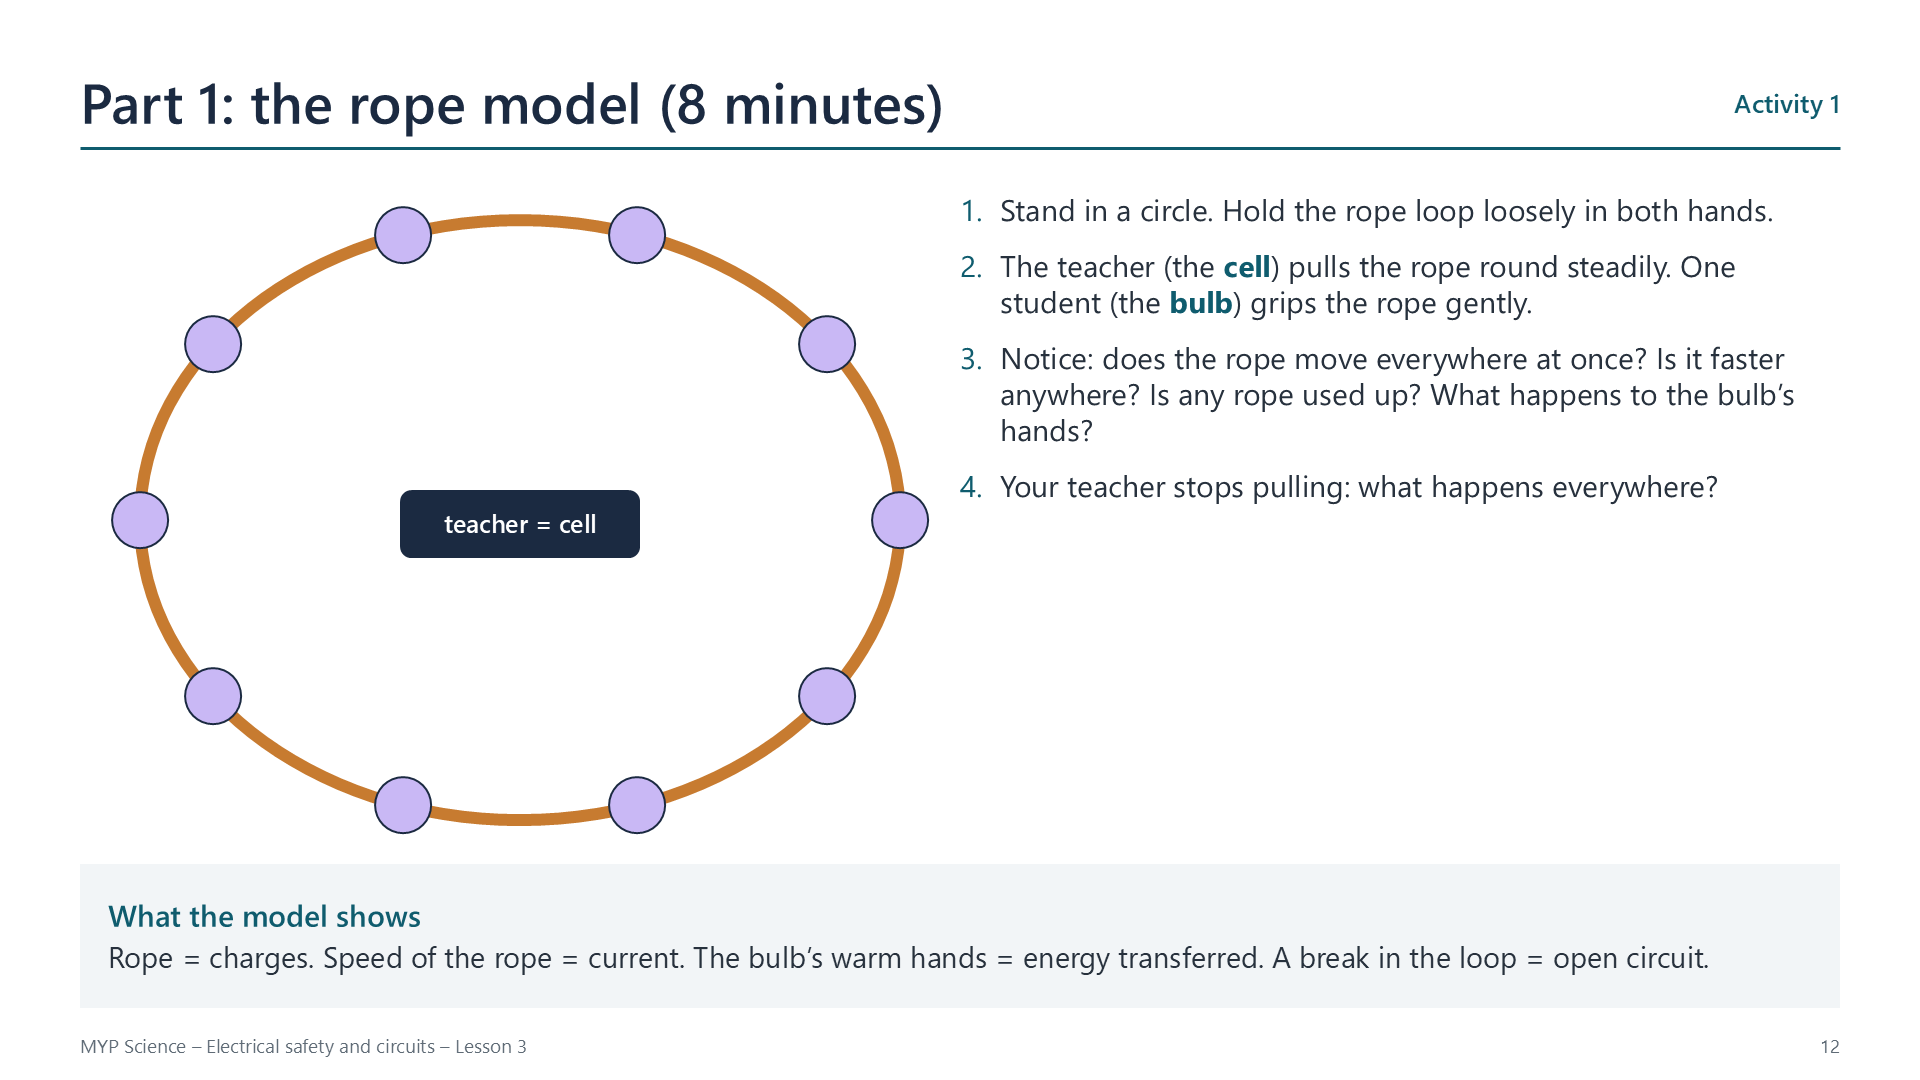 Part 1: the rope model (8 minutes)
Activity 1
teacher = cell
1. Stand in a circle. Hold the rope loop loosely in both hands.
2. The teacher (the cell) pulls the rope round steadily. One
student (the bulb) grips the rope gently.
3. Notice: does the rope move everywhere at once? Is it faster
anywhere? Is any rope used up? What happens to the bulb’s
hands?
4. Your teacher stops pulling: what happens everywhere?
What the model shows
Rope = charges. Speed of the rope = current. The bulb’s warm hands = energy transferred. A break in the loop = open circuit.
MYP Science – Electrical safety and circuits – Lesson 3
12